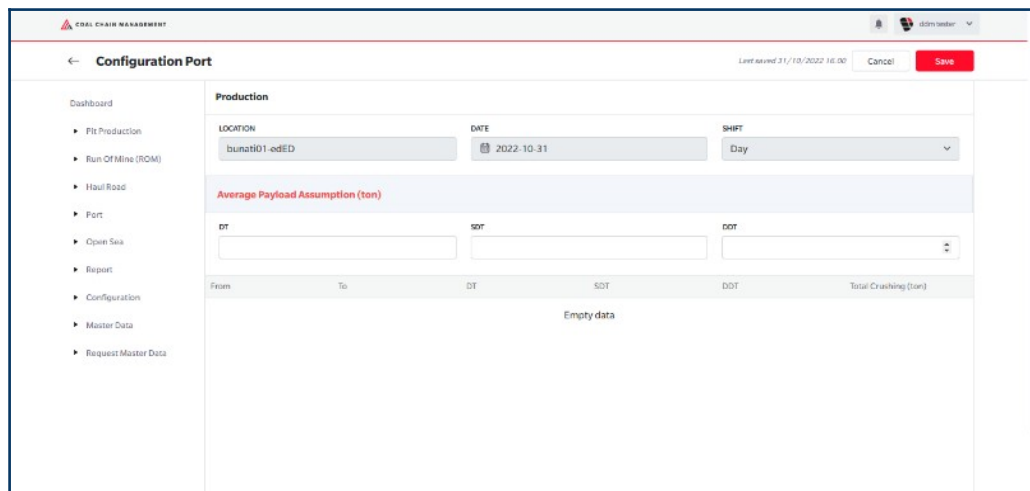 COAL CHAIN MANAGEMENT
ddm tester
← Configuration Port
Last saved 31/10/2022 16:00
Cancel
Save
Dashboard
Pit Production
Run Of Mine (ROM)
Haul Road
Port
Open Sea
Report
Configuration
Master Data
Request Master Data
Production
LOCATION DATE SHIFT
bunati01-edED 2022-10-31 Day
Average Payload Assumption (ton)
DT SDT DDT
From To DT SDT DDT Total Crushing (ton)
Empty data